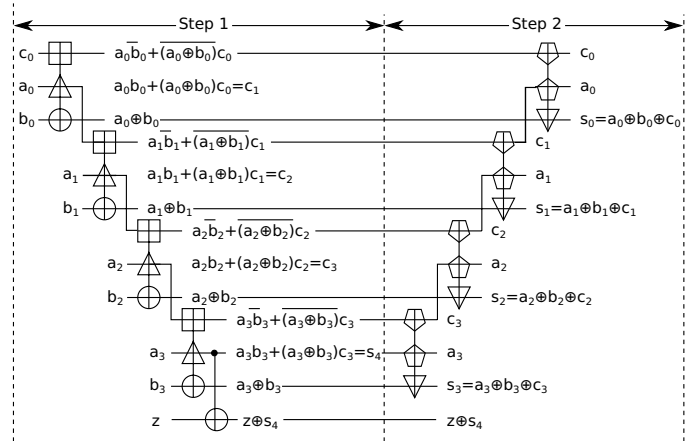 Step 1 Step 2
c₀ a₀b̅₀+(a₀⊕b₀)̅c₀ c₀
a₀ a₀b₀+(a₀⊕b₀)c₀=c₁ a₀
b₀ a₀⊕b₀ s₀=a₀⊕b₀⊕c₀
a₁b̅₁+(a₁⊕b₁)̅c₁ c₁
a₁ a₁b₁+(a₁⊕b₁)c₁=c₂ a₁
b₁ a₁⊕b₁ s₁=a₁⊕b₁⊕c₁
a₂b̅₂+(a₂⊕b₂)̅c₂ c₂
a₂ a₂b₂+(a₂⊕b₂)c₂=c₃ a₂
b₂ a₂⊕b₂ s₂=a₂⊕b₂⊕c₂
a₃b̅₃+(a₃⊕b₃)̅c₃ c₃
a₃ a₃b₃+(a₃⊕b₃)c₃=s₄ a₃
b₃ a₃⊕b₃ s₃=a₃⊕b₃⊕c₃
z z⊕s₄ z⊕s₄